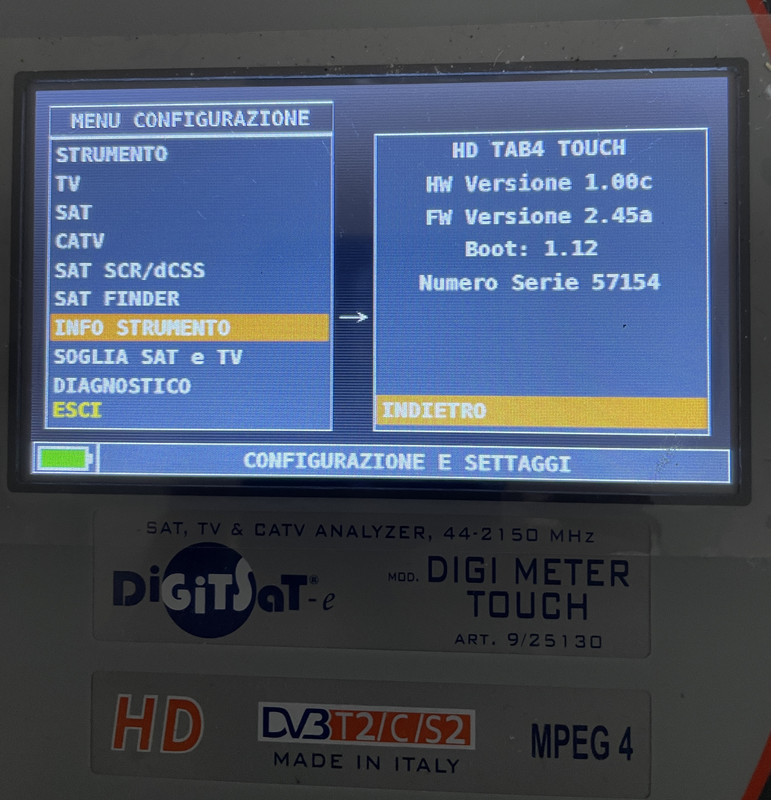 MENU CONFIGURAZIONE
STRUMENTO
TV
SAT
CATV
SAT SCR/dCSS
SAT FINDER
INFO STRUMENTO
SOGLIA SAT e TV
DIAGNOSTICO
ESCI
→
HD TAB4 TOUCH
HW Versione 1.00c
FW Versione 2.45a
Boot: 1.12
Numero Serie 57154
INDIETRO
CONFIGURAZIONE E SETTAGGI
SAT, TV & CATV ANALYZER, 44-2150 MHz
DiGiTSaT®-e
MOD. DIGI METER
TOUCH
ART. 9/25130
HD
DVB T2/C/S2
MADE IN ITALY
MPEG 4